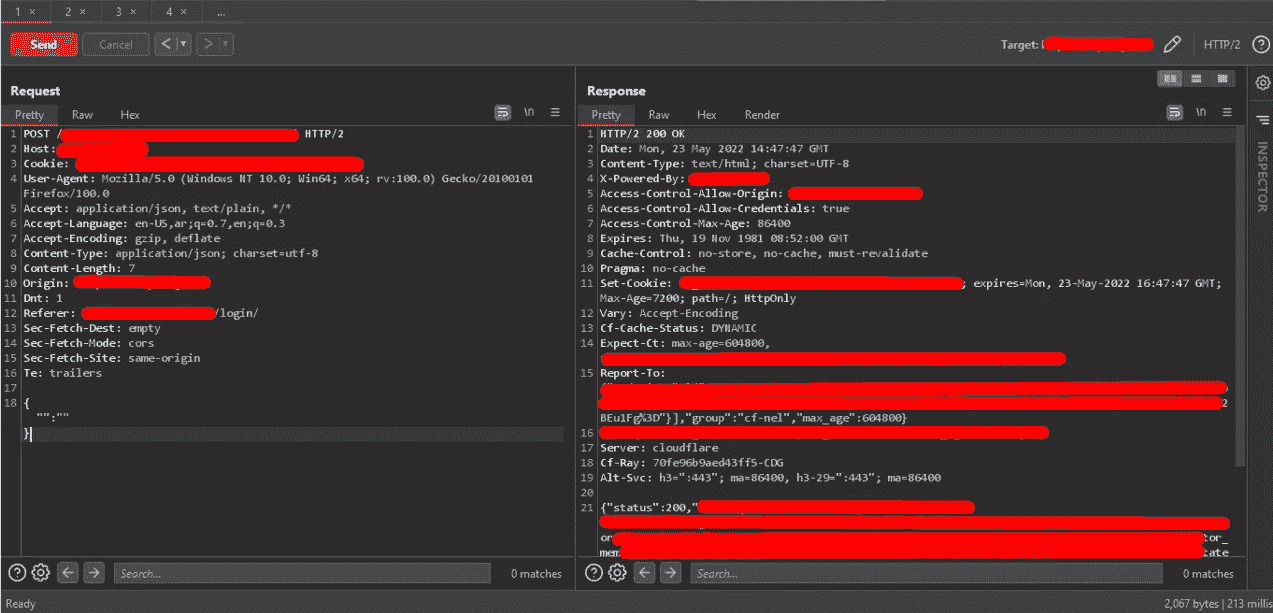 1 × 2 × 3 × 4 × ...
Send Cancel < > Target: HTTP/2
Request
Pretty Raw Hex \n
1 POST / HTTP/2
2 Host:
3 Cookie:
4 User-Agent: Mozilla/5.0 (Windows NT 10.0; Win64; x64; rv:100.0) Gecko/20100101
Firefox/100.0
5 Accept: application/json, text/plain, */*
6 Accept-Language: en-US,ar;q=0.7,en;q=0.3
7 Accept-Encoding: gzip, deflate
8 Content-Type: application/json; charset=utf-8
9 Content-Length: 7
10 Origin:
11 Dnt: 1
12 Referer: /login/
13 Sec-Fetch-Dest: empty
14 Sec-Fetch-Mode: cors
15 Sec-Fetch-Site: same-origin
16 Te: trailers
17
18 {
"":""
}
Search... 0 matches
Response
Pretty Raw Hex Render \n
1 HTTP/2 200 OK
2 Date: Mon, 23 May 2022 14:47:47 GMT
3 Content-Type: text/html; charset=UTF-8
4 X-Powered-By:
5 Access-Control-Allow-Origin:
6 Access-Control-Allow-Credentials: true
7 Access-Control-Max-Age: 86400
8 Expires: Thu, 19 Nov 1981 08:52:00 GMT
9 Cache-Control: no-store, no-cache, must-revalidate
10 Pragma: no-cache
11 Set-Cookie: ; expires=Mon, 23-May-2022 16:47:47 GMT;
Max-Age=7200; path=/; HttpOnly
12 Vary: Accept-Encoding
13 Cf-Cache-Status: DYNAMIC
14 Expect-Ct: max-age=604800,
15 Report-To:
2
BEu1Fg%3D"}],"group":"cf-nel","max_age":604800}
16
17 Server: cloudflare
18 Cf-Ray: 70fe96b9aed43ff5-CDG
19 Alt-Svc: h3=":443"; ma=86400, h3-29=":443"; ma=86400
20
21 {"status":200,"
or tor_
mem tate
Search... 0 matches
INSPECTOR
Ready 2,067 bytes | 213 millis